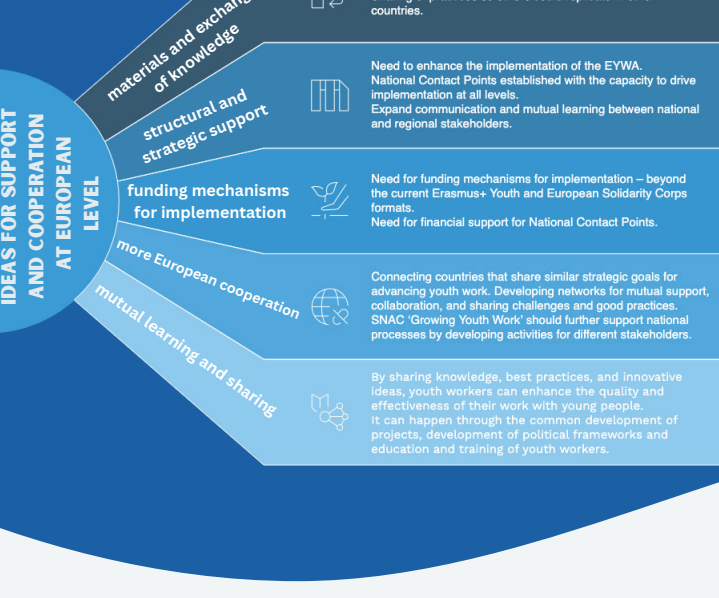 IDEAS FOR SUPPORT
AND COOPERATION
AT EUROPEAN
LEVEL
materials and exchang
of knowledge
countries.
structural and
strategic support
Need to enhance the implementation of the EYWA.
National Contact Points established with the capacity to drive
implementation at all levels.
Expand communication and mutual learning between national
and regional stakeholders.
funding mechanisms
for implementation
Need for funding mechanisms for implementation – beyond
the current Erasmus+ Youth and European Solidarity Corps
formats.
Need for financial support for National Contact Points.
more European cooperation
Connecting countries that share similar strategic goals for
advancing youth work. Developing networks for mutual support,
collaboration, and sharing challenges and good practices.
SNAC ‘Growing Youth Work’ should further support national
processes by developing activities for different stakeholders.
mutual learning and sharing
By sharing knowledge, best practices, and innovative
ideas, youth workers can enhance the quality and
effectiveness of their work with young people.
It can happen through the common development of
projects, development of political frameworks and
education and training of youth workers.